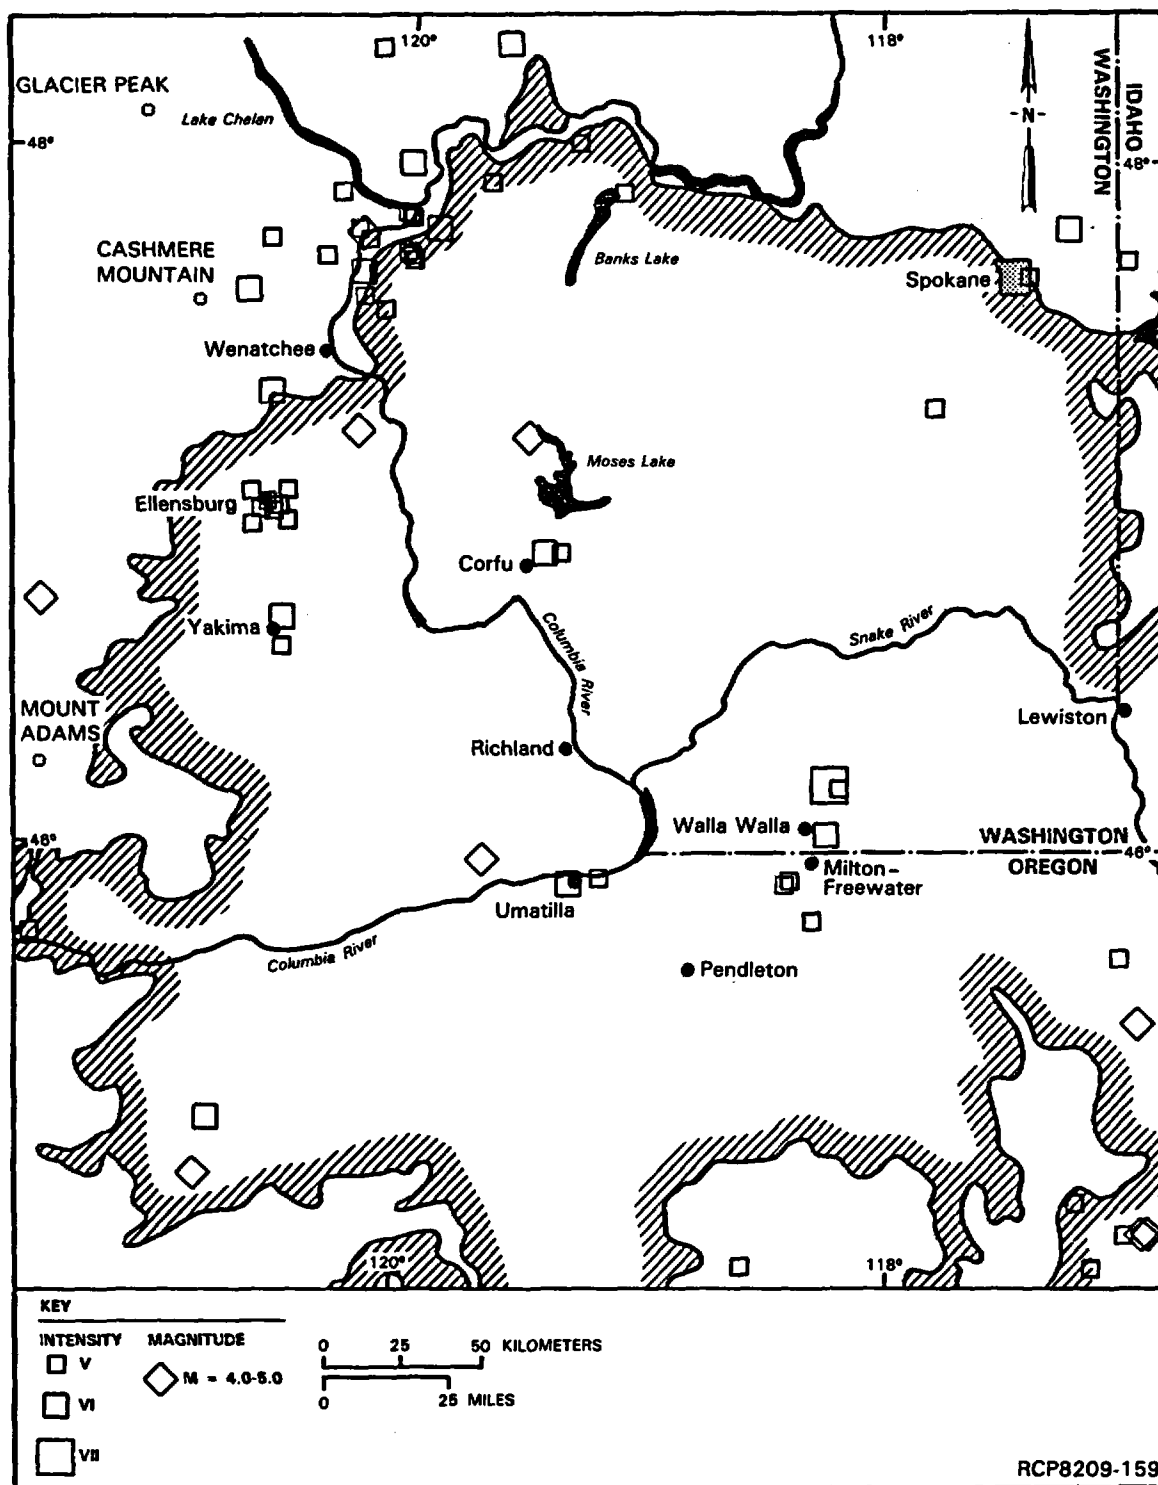 120°
118°
GLACIER PEAK
Lake Chelan
-N-
WASHINGTON
IDAHO
48°
48°
CASHMERE
MOUNTAIN
Banks Lake
Spokane
Wenatchee
Moses Lake
Ellensburg
Corfu
Yakima
Columbia River
Snake River
MOUNT
ADAMS
Lewiston
Richland
Walla Walla
WASHINGTON
46°
46°
OREGON
Milton-
Freewater
Umatilla
Columbia River
Pendleton
120°
118°
KEY
INTENSITY MAGNITUDE
V
M = 4.0-5.0
VI
VII
0 25 50 KILOMETERS
0 25 MILES
RCP8209-159